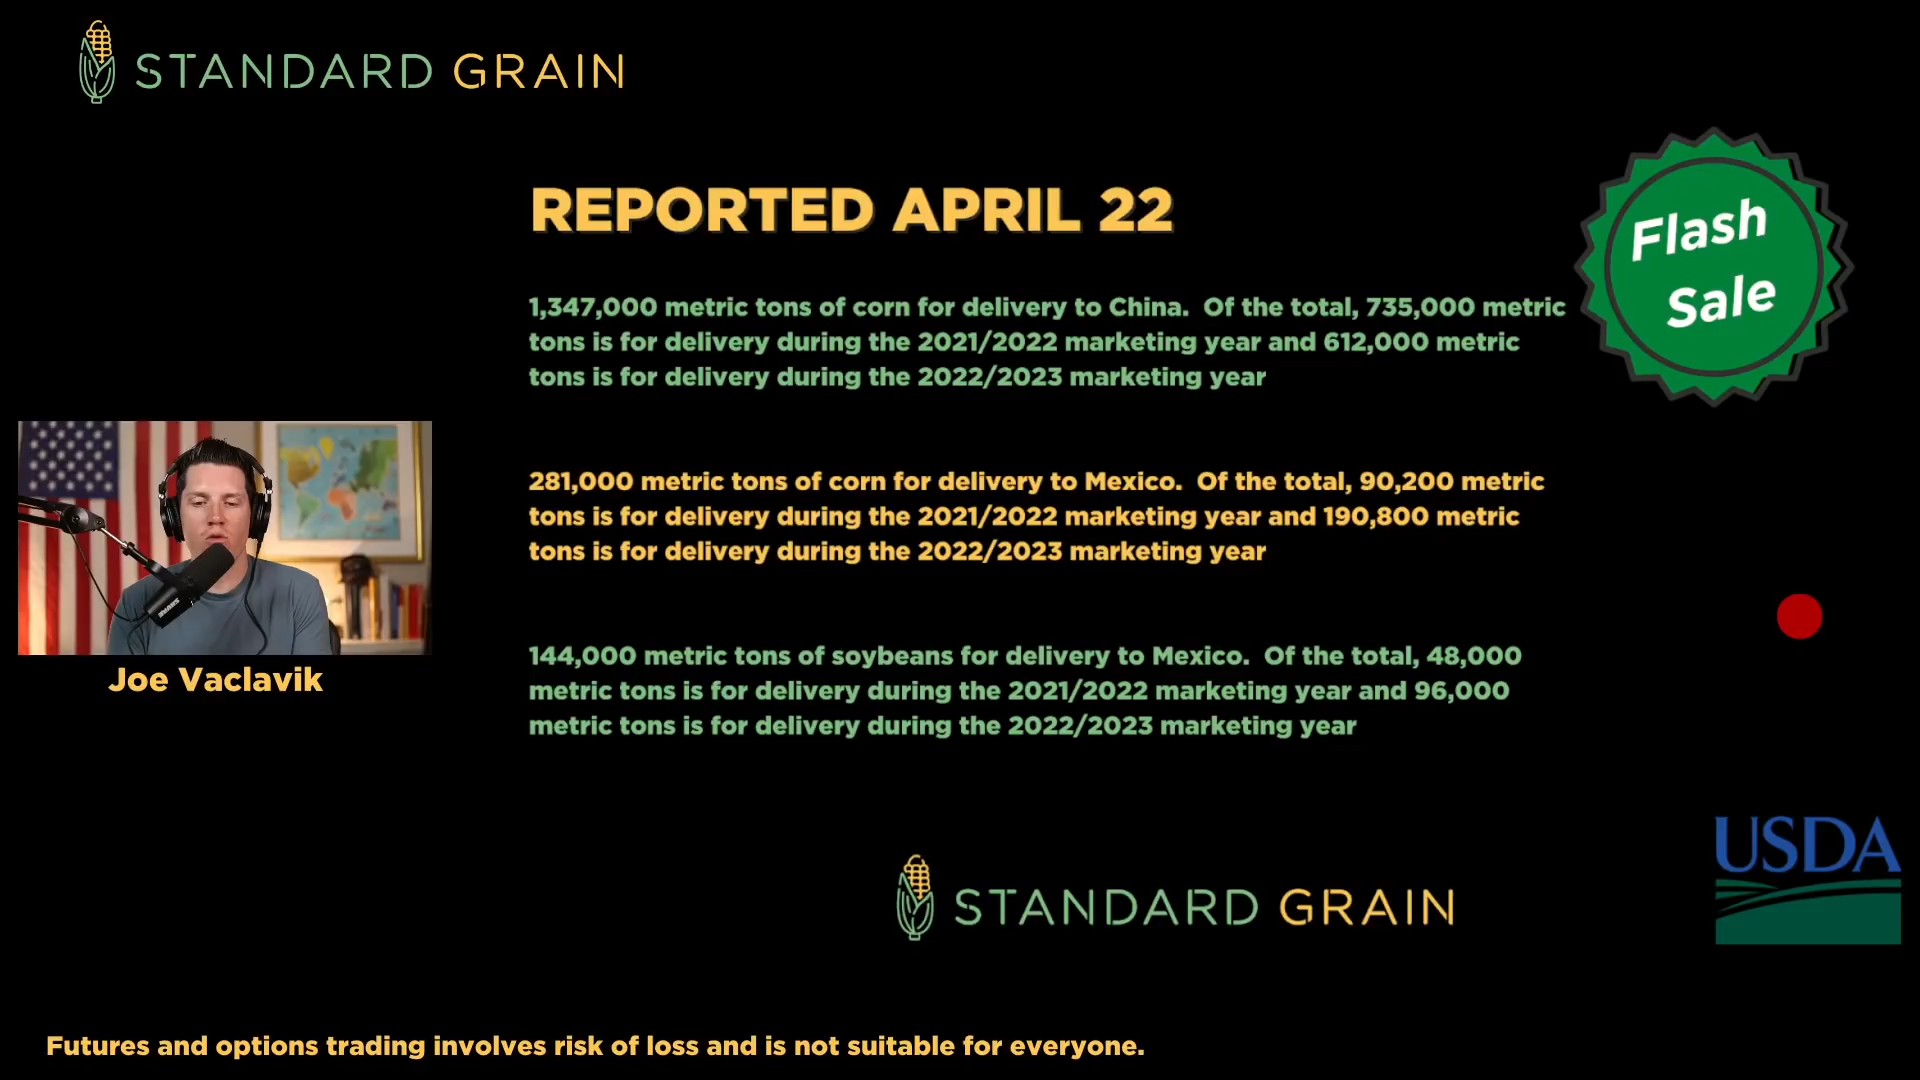 STANDARD GRAIN
REPORTED APRIL 22
Flash
Sale
1,347,000 metric tons of corn for delivery to China. Of the total, 735,000 metric
tons is for delivery during the 2021/2022 marketing year and 612,000 metric
tons is for delivery during the 2022/2023 marketing year
281,000 metric tons of corn for delivery to Mexico. Of the total, 90,200 metric
tons is for delivery during the 2021/2022 marketing year and 190,800 metric
tons is for delivery during the 2022/2023 marketing year
Joe Vaclavik
144,000 metric tons of soybeans for delivery to Mexico. Of the total, 48,000
metric tons is for delivery during the 2021/2022 marketing year and 96,000
metric tons is for delivery during the 2022/2023 marketing year
USDA
STANDARD GRAIN
Futures and options trading involves risk of loss and is not suitable for everyone.